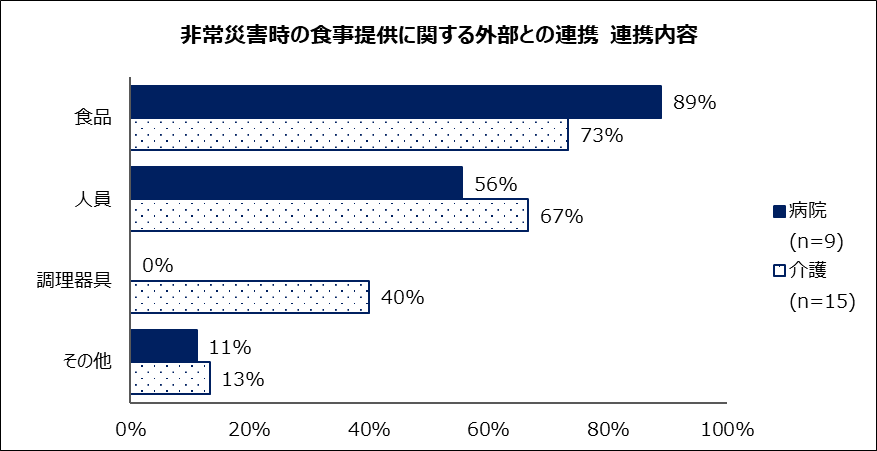 非常災害時の食事提供に関する外部との連携 連携内容
食品
89%
73%
人員
56%
67%
調理器具
0%
40%
その他
11%
13%
0%
20%
40%
60%
80%
100%
病院
(n=9)
介護
(n=15)